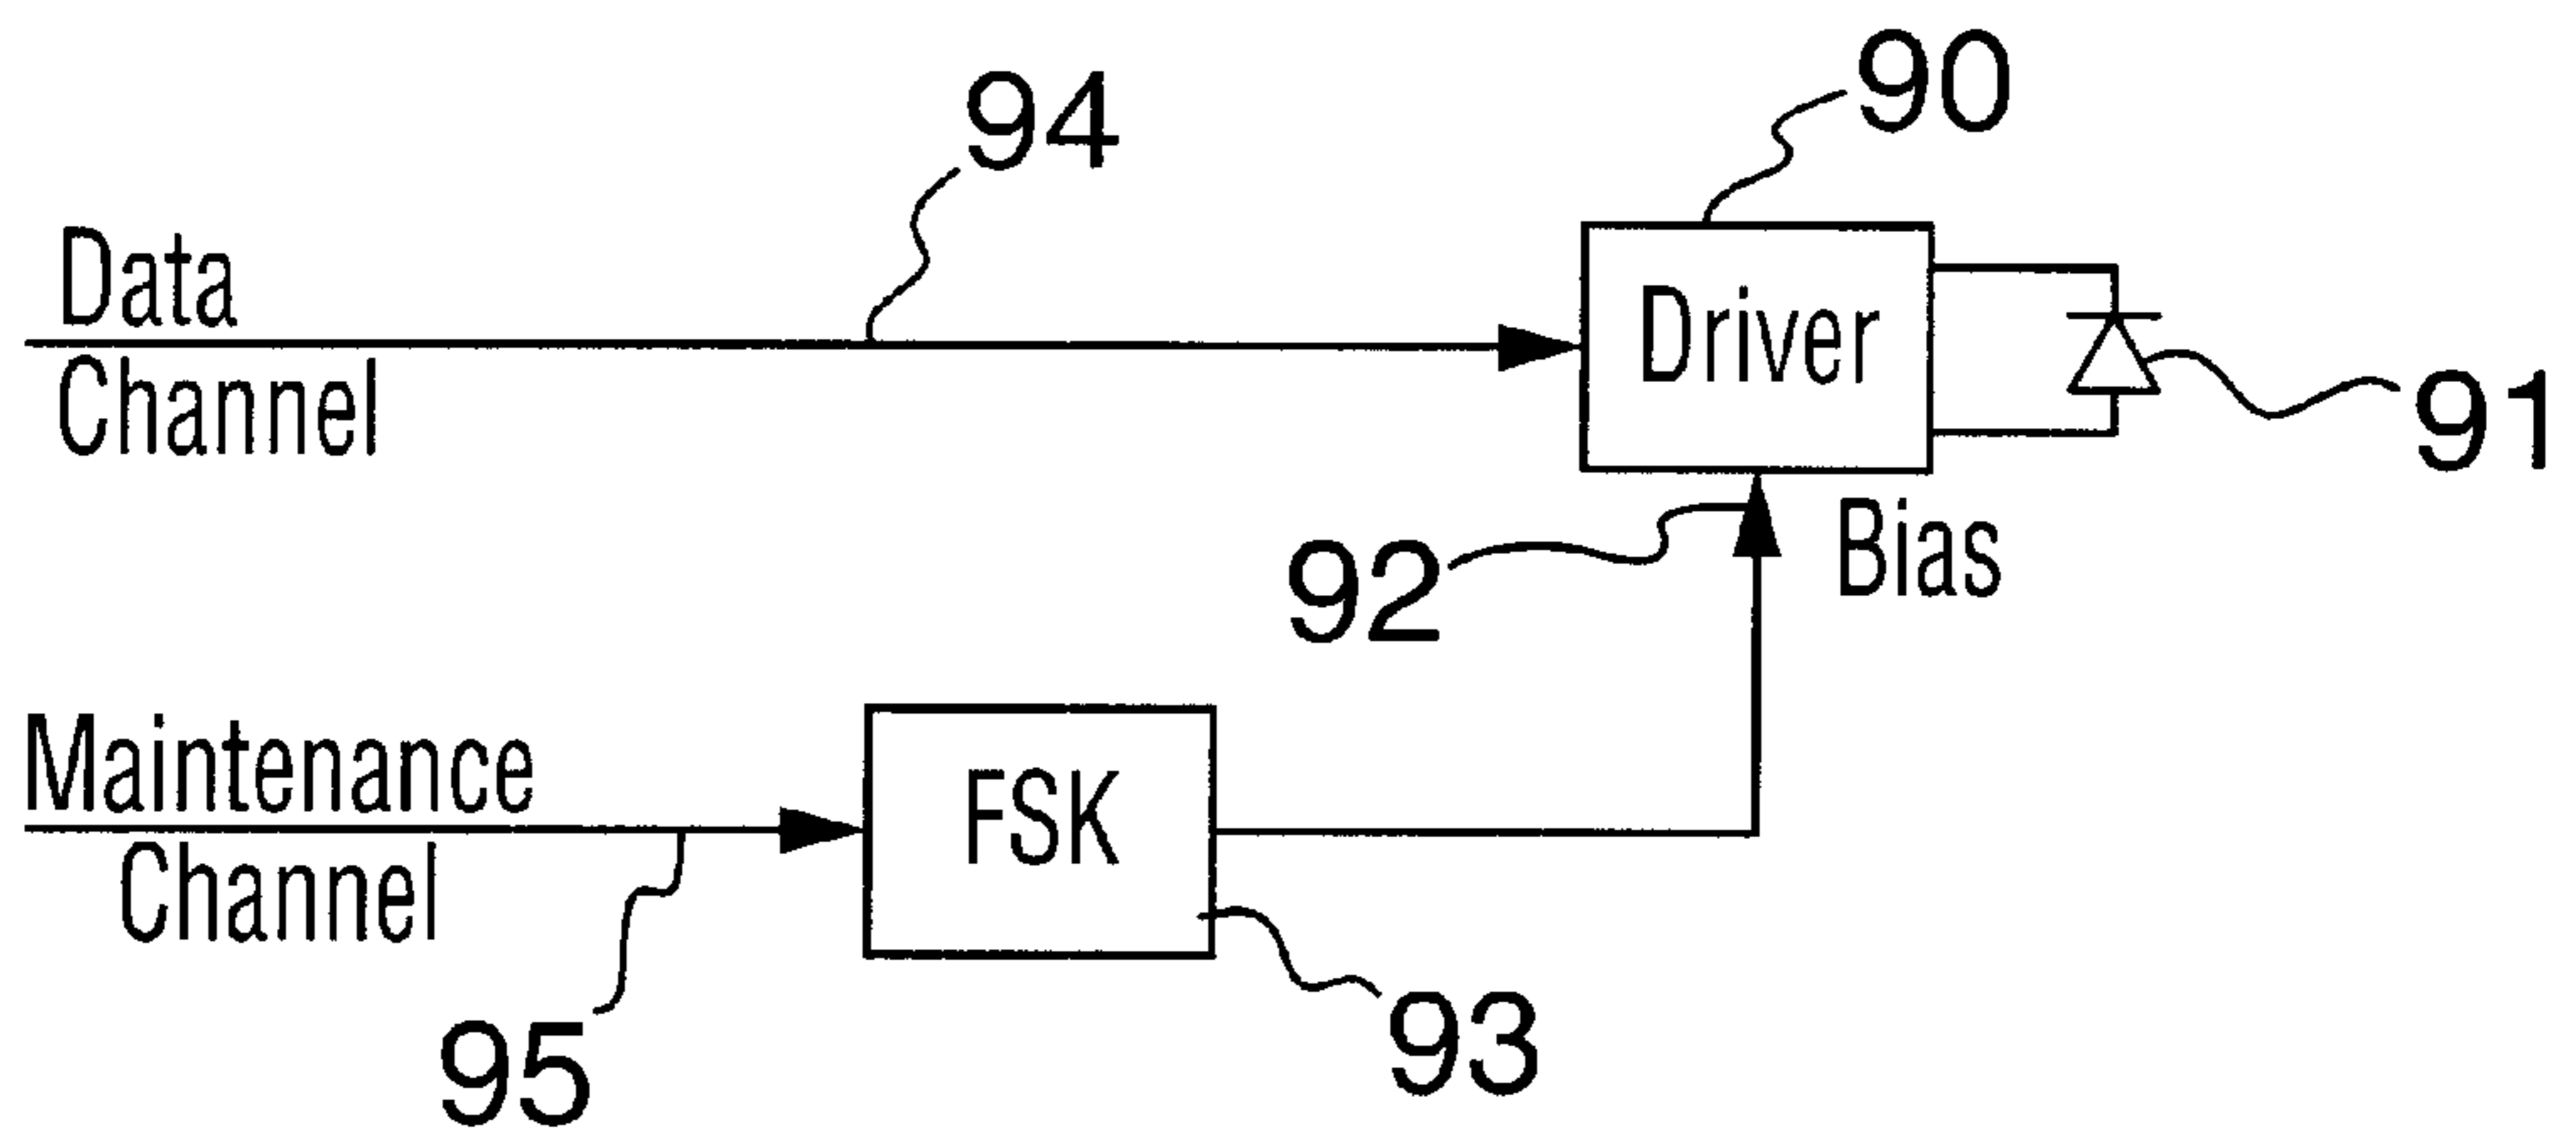 90
94
Data
Channel
Driver
91
92
Bias
Maintenance
Channel
FSK
93
95